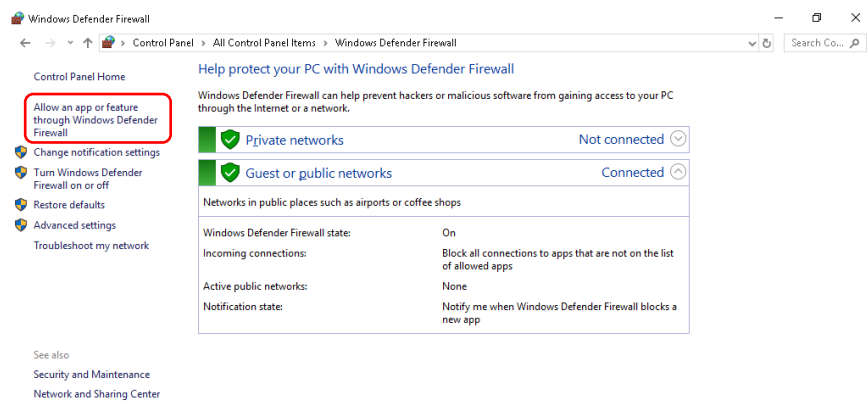 Windows Defender Firewall
Control Panel > All Control Panel Items > Windows Defender Firewall
Search Co...
Control Panel Home
Allow an app or feature
through Windows Defender
Firewall
Change notification settings
Turn Windows Defender
Firewall on or off
Restore defaults
Advanced settings
Troubleshoot my network
See also
Security and Maintenance
Network and Sharing Center
Help protect your PC with Windows Defender Firewall
Windows Defender Firewall can help prevent hackers or malicious software from gaining access to your PC
through the Internet or a network.
Private networks Not connected
Guest or public networks Connected
Networks in public places such as airports or coffee shops
Windows Defender Firewall state: On
Incoming connections: Block all connections to apps that are not on the list
of allowed apps
Active public networks: None
Notification state: Notify me when Windows Defender Firewall blocks a
new app